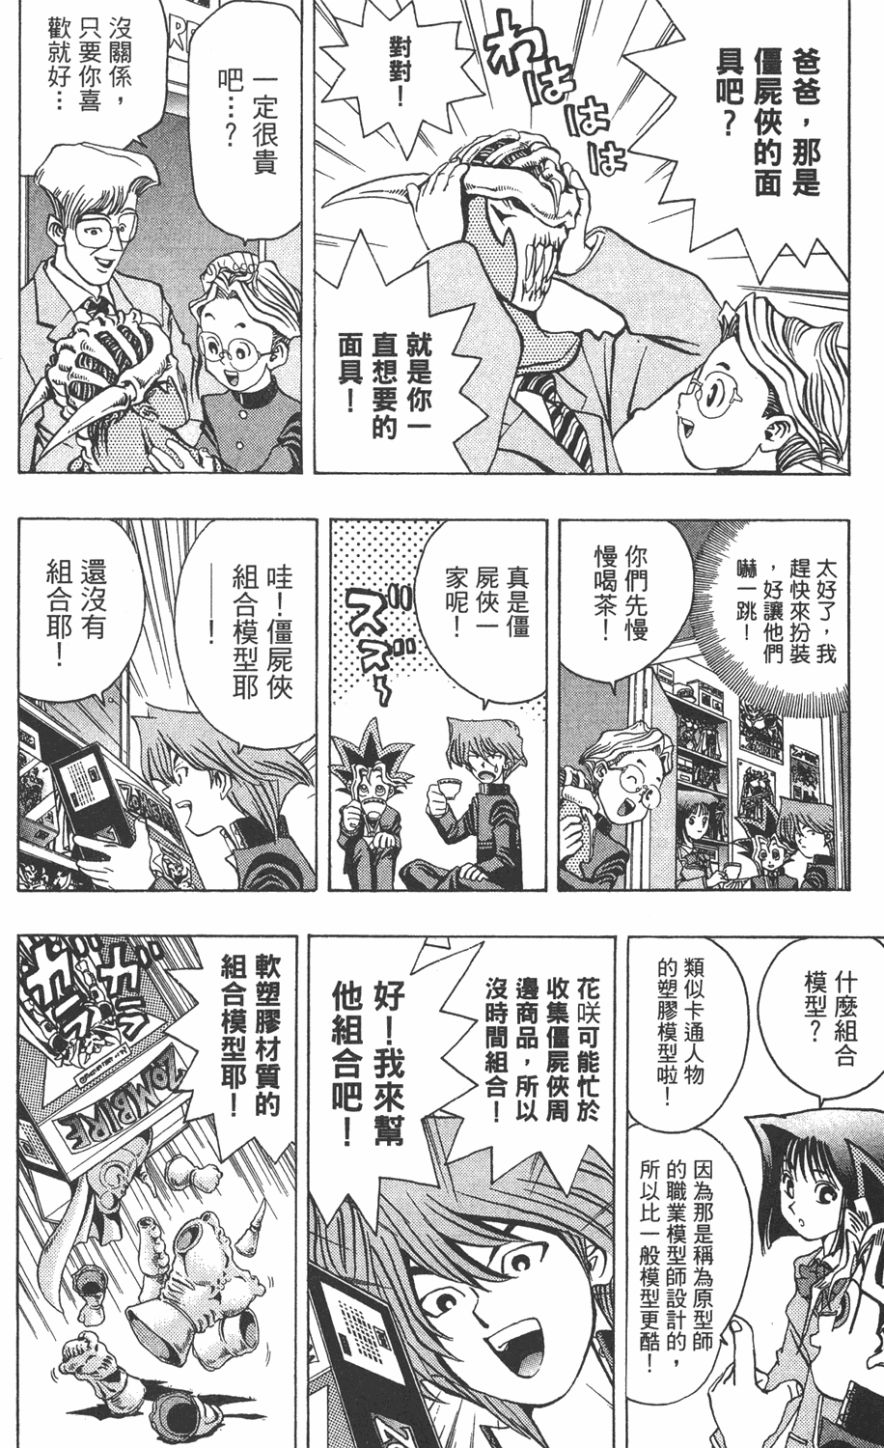 爸爸，那是
僵屍俠的面
具吧？
わははは
對對！
就是你一
直想要的
面具！
一定很貴
吧…？
沒關係，
只要你喜
歡就好…
太好了，我
趕快來扮裝
，好讓他們
嚇一跳！
你們先慢
慢喝茶！
真是僵
屍俠一
家呢！
ズズ～
哇！僵屍俠
組合模型耶
——！
還沒有
組合耶！
什麼組合
模型？
類似卡通人物
的塑膠模型啦！
因為那是稱為原型師
的職業模型師設計的，
所以比一般模型更酷！
花咲可能忙於
收集僵屍俠周
邊商品，所以
沒時間組合！
好！我來幫
他組合吧！
軟塑膠材質的
組合模型耶！
ガラ
ガラ
ZOMBIRE
ZOMBIRE